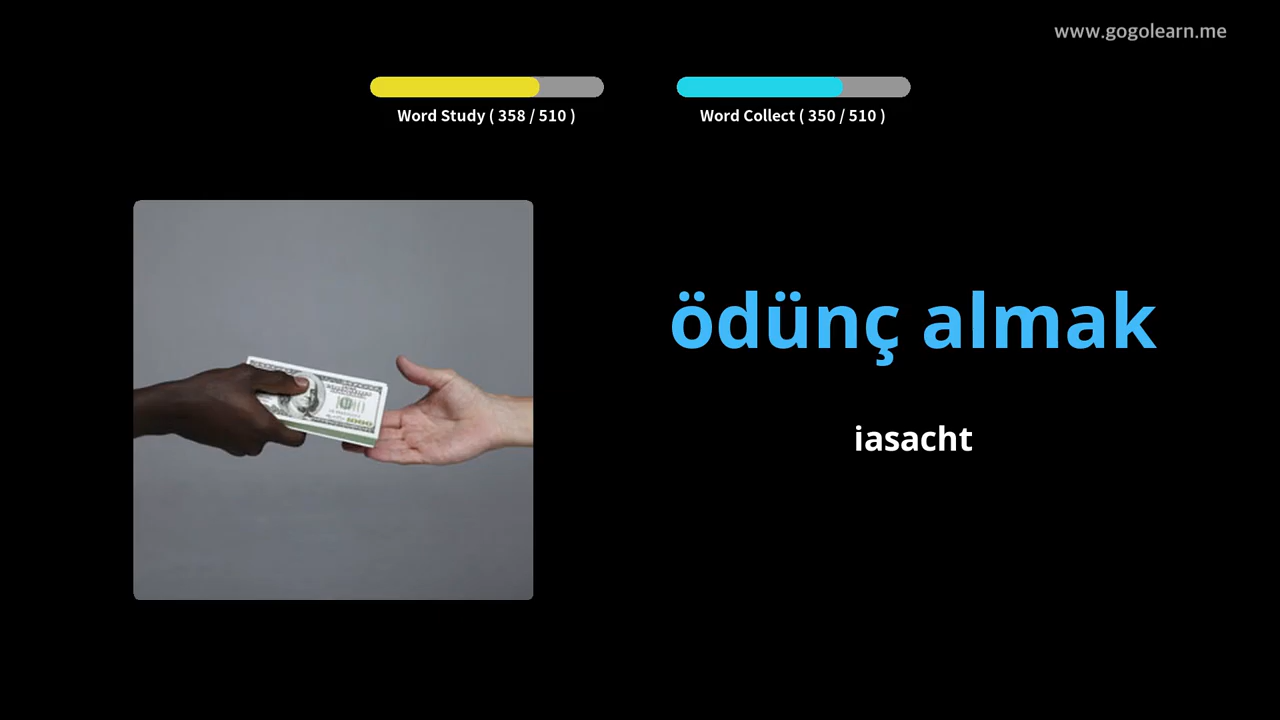 www.gogolearn.me
Word Study ( 358 / 510 )
Word Collect ( 350 / 510 )
ödünç almak
iasacht